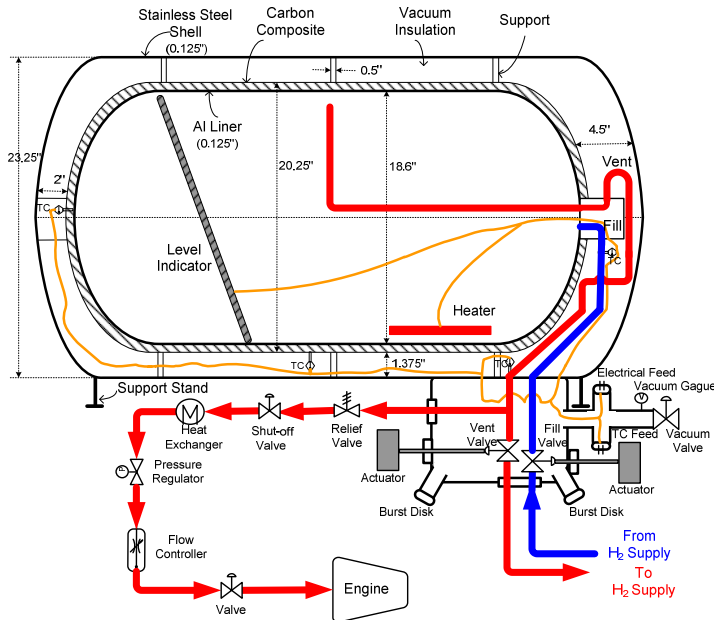 Stainless Steel
Shell
(0.125")
Carbon
Composite
Vacuum
Insulation
Support
0.5"
Al Liner
(0.125")
4.5"
23.25"
20.25"
18.6"
Vent
2"
TC
Fill
TC
Level
Indicator
Heater
TC
1.375"
TC
Support Stand
Electrical Feed
Vacuum Gague
V
Heat
Exchanger
M
Shut-off
Valve
Relief
Valve
Vent
Valve
Fill
Valve
TC Feed
Vacuum
Valve
P
Pressure
Regulator
Actuator
Actuator
Burst Disk
Burst Disk
Flow
Controller
From
H2 Supply
To
H2 Supply
Valve
Engine